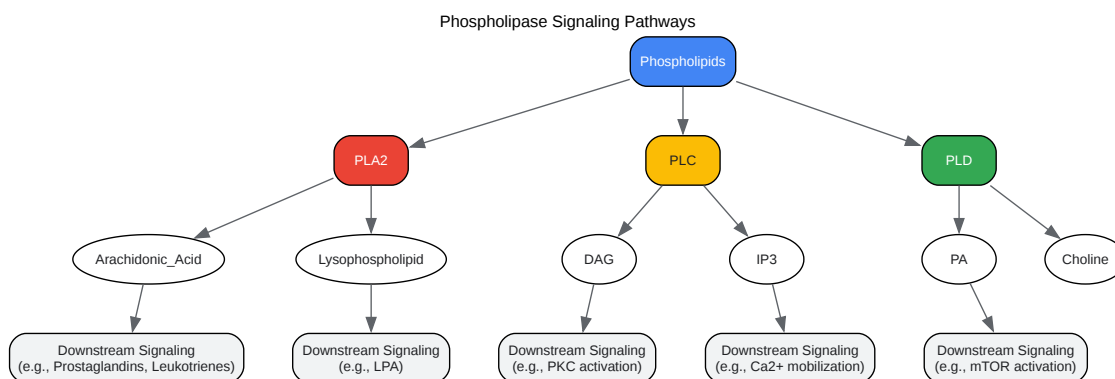 Phospholipase Signaling Pathways
Phospholipids
PLA2
PLC
PLD
Arachidonic_Acid
Lysophospholipid
DAG
IP3
PA
Choline
Downstream Signaling
(e.g., Prostaglandins, Leukotrienes)
Downstream Signaling
(e.g., LPA)
Downstream Signaling
(e.g., PKC activation)
Downstream Signaling
(e.g., Ca2+ mobilization)
Downstream Signaling
(e.g., mTOR activation)